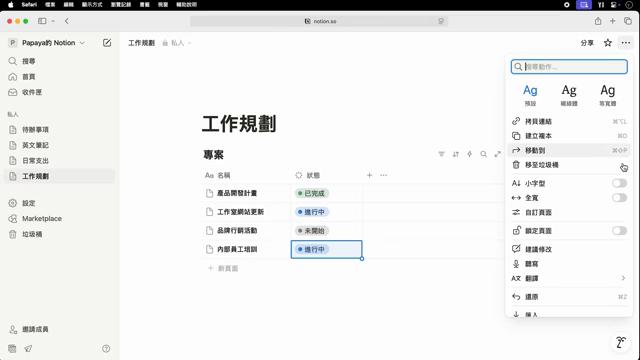 Safari 檔案 編輯 顯示方式 瀏覽記錄 書籤 視窗 輔助說明
notion.so
P Papaya的 Notion
工作規劃 私人
分享
搜尋
首頁
收件匣
私人
待辦事項
英文筆記
日常支出
工作規劃
設定
Marketplace
垃圾桶
邀請成員
工作規劃
專案
Aa 名稱 狀態
產品開發計畫 已完成
工作室網站更新 進行中
品牌行銷活動 未開始
內部員工培訓 進行中
+ 新頁面
搜尋動作...
Ag Ag Ag
預設 襯線體 等寬體
拷貝連結 ⌘⌥L
建立複本 ⌘D
移動到 ⌘⇧P
移至垃圾桶
小字型
全寬
自訂頁面
鎖定頁面
建議修改
聽寫
翻譯
還原 ⌘Z
匯入